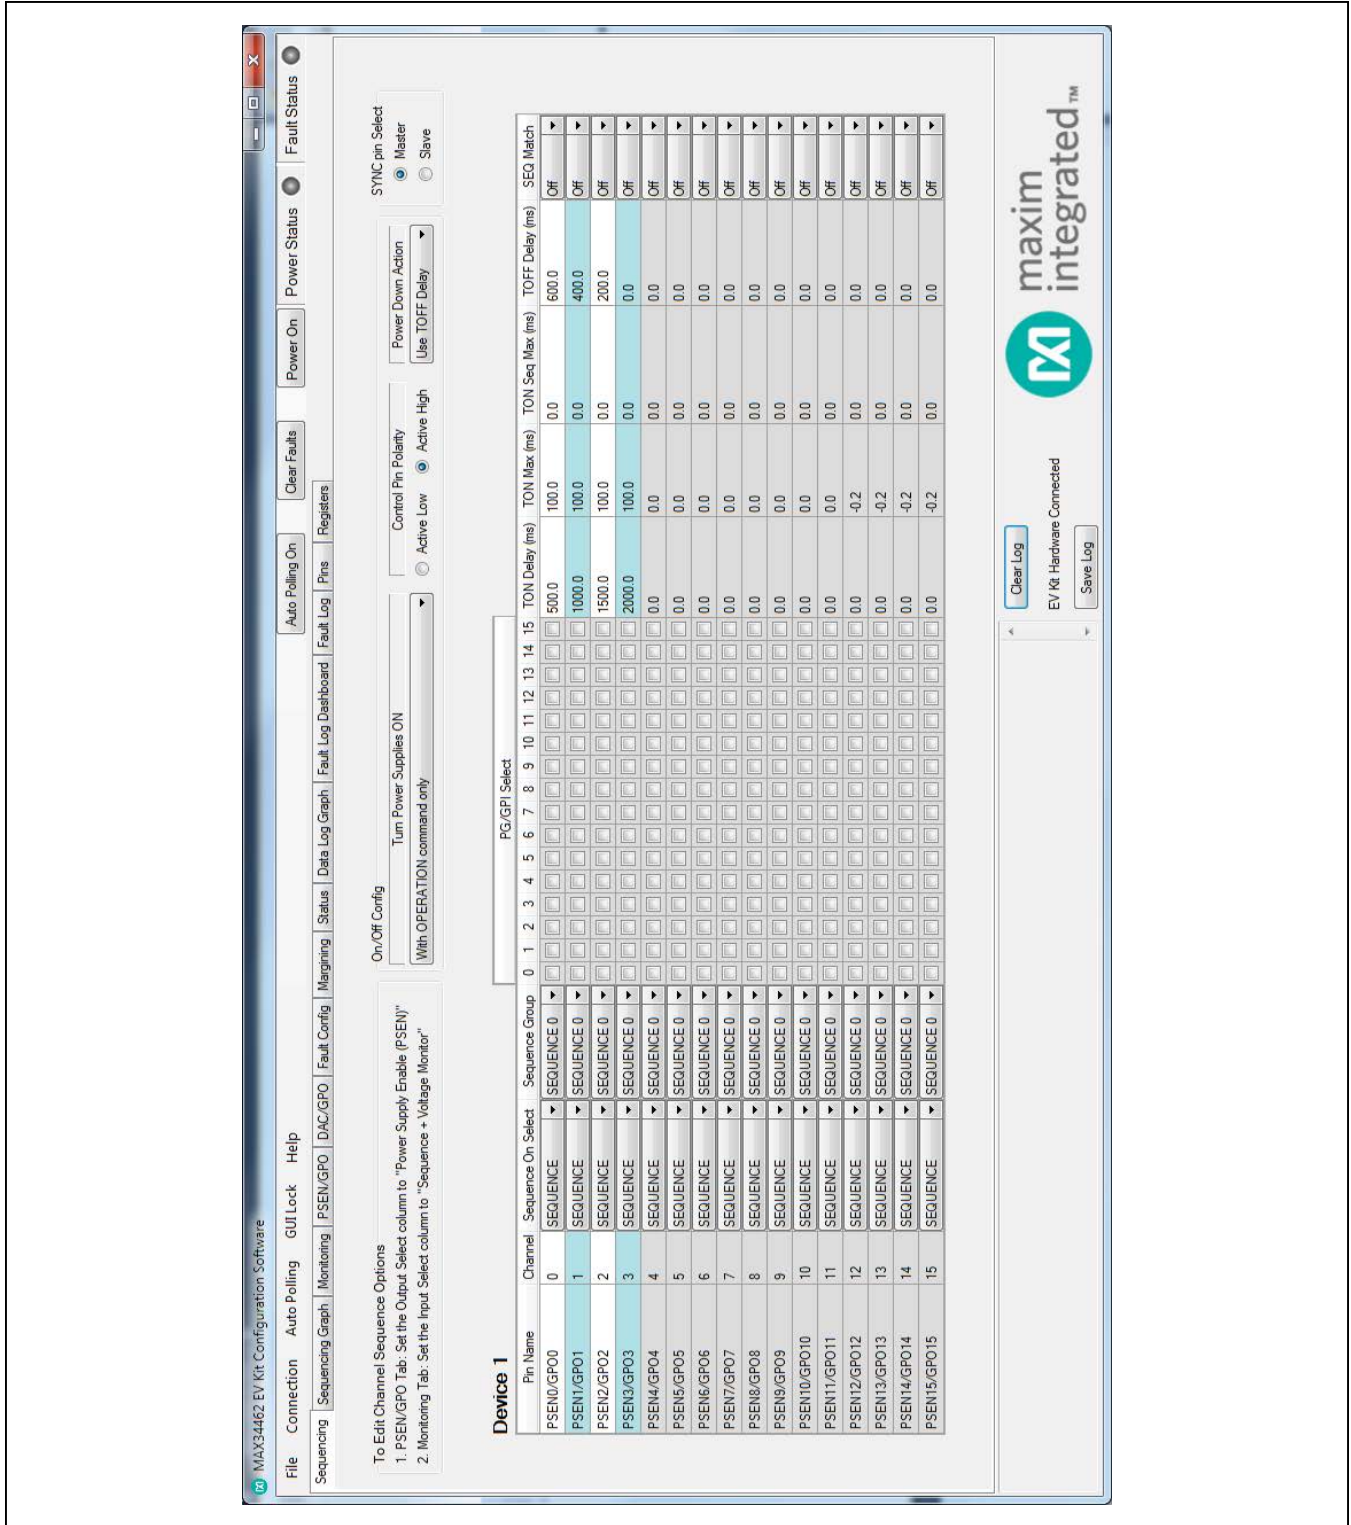 MAX34462 EV Kit Configuration Software
File Connection Auto Polling GUI Lock Help
Auto Polling On Clear Faults Power On Power Status Fault Status
Sequencing Sequencing Graph Monitoring PSEN/GPO DAC/GPO Fault Config Margining Status Data Log Graph Fault Log Dashboard Fault Log Pins Registers
To Edit Channel Sequence Options
1. PSEN/GPO Tab: Set the Output Select column to "Power Supply Enable (PSEN)"
2. Monitoring Tab: Set the Input Select column to "Sequence + Voltage Monitor"
On/Off Config
Turn Power Supplies ON
With OPERATION command only
Control Pin Polarity
Active Low Active High
Power Down Action
Use TOFF Delay
SYNC pin Select
Master
Slave
Device 1
PG/GPI Select
Pin Name Channel Sequence On Select Sequence Group 0 1 2 3 4 5 6 7 8 9 10 11 12 13 14 15 TON Delay (ms) TON Max (ms) TON Seq Max (ms) TOFF Delay (ms) SEQ Match
PSEN0/GPO0 0 SEQUENCE SEQUENCE 0 500.0 100.0 0.0 600.0 Off
PSEN1/GPO1 1 SEQUENCE SEQUENCE 0 1000.0 100.0 0.0 400.0 Off
PSEN2/GPO2 2 SEQUENCE SEQUENCE 0 1500.0 100.0 0.0 200.0 Off
PSEN3/GPO3 3 SEQUENCE SEQUENCE 0 2000.0 100.0 0.0 0.0 Off
PSEN4/GPO4 4 SEQUENCE SEQUENCE 0 0.0 0.0 0.0 0.0 Off
PSEN5/GPO5 5 SEQUENCE SEQUENCE 0 0.0 0.0 0.0 0.0 Off
PSEN6/GPO6 6 SEQUENCE SEQUENCE 0 0.0 0.0 0.0 0.0 Off
PSEN7/GPO7 7 SEQUENCE SEQUENCE 0 0.0 0.0 0.0 0.0 Off
PSEN8/GPO8 8 SEQUENCE SEQUENCE 0 0.0 0.0 0.0 0.0 Off
PSEN9/GPO9 9 SEQUENCE SEQUENCE 0 0.0 0.0 0.0 0.0 Off
PSEN10/GPO10 10 SEQUENCE SEQUENCE 0 0.0 0.0 0.0 0.0 Off
PSEN11/GPO11 11 SEQUENCE SEQUENCE 0 0.0 0.0 0.0 0.0 Off
PSEN12/GPO12 12 SEQUENCE SEQUENCE 0 0.0 -0.2 0.0 0.0 Off
PSEN13/GPO13 13 SEQUENCE SEQUENCE 0 0.0 -0.2 0.0 0.0 Off
PSEN14/GPO14 14 SEQUENCE SEQUENCE 0 0.0 -0.2 0.0 0.0 Off
PSEN15/GPO15 15 SEQUENCE SEQUENCE 0 0.0 -0.2 0.0 0.0 Off
Clear Log
EV Kit Hardware Connected
Save Log
maxim
integrated™